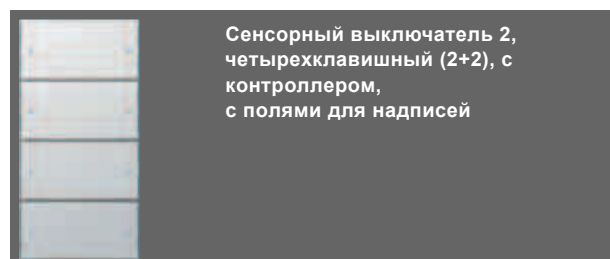 Сенсорный выключатель 2,
четырехклавишный (2+2), с
контроллером,
с полями для надписей